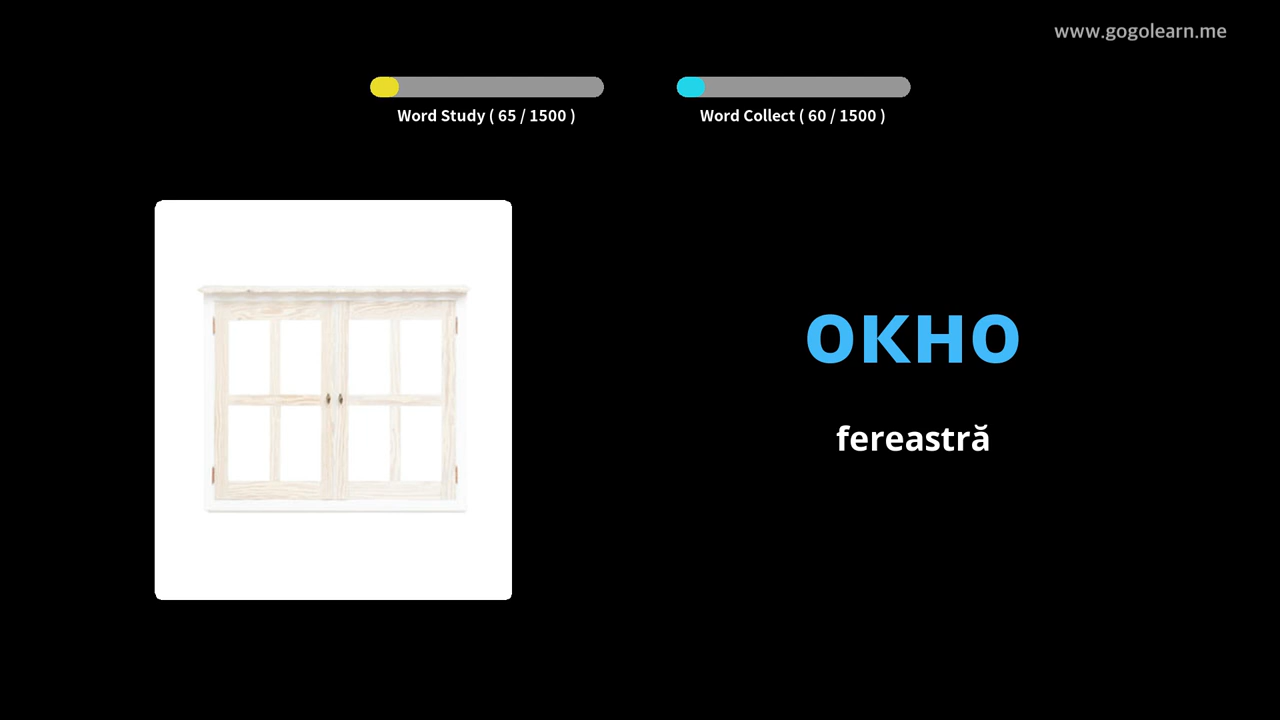 www.gogolearn.me
Word Study ( 65 / 1500 )
Word Collect ( 60 / 1500 )
окно
fereastră